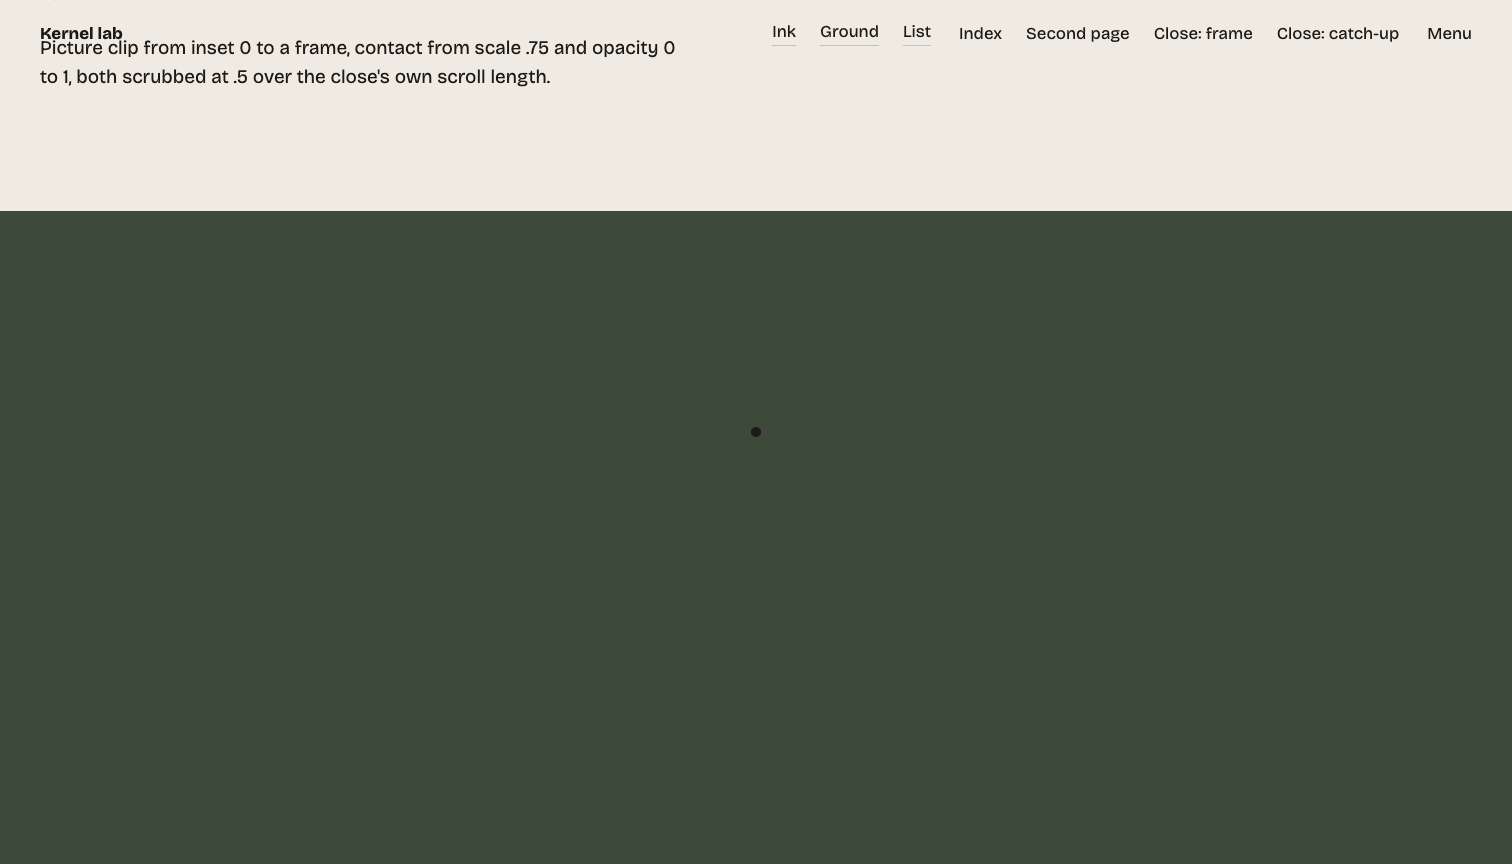 Kernel lab
Ink Ground List Index Second page Close: frame Close: catch-up Menu
Picture clip from inset 0 to a frame, contact from scale .75 and opacity 0
to 1, both scrubbed at .5 over the close's own scroll length.